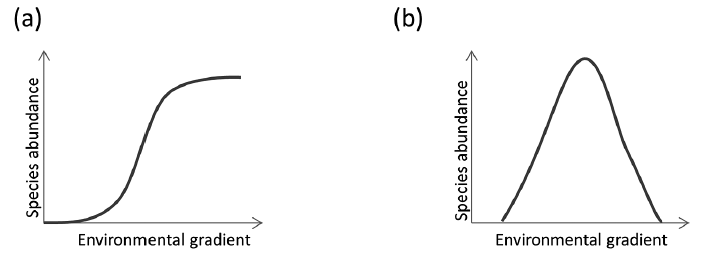 (a)
(b)
Species abundance
Environmental gradient
Species abundance
Environmental gradient